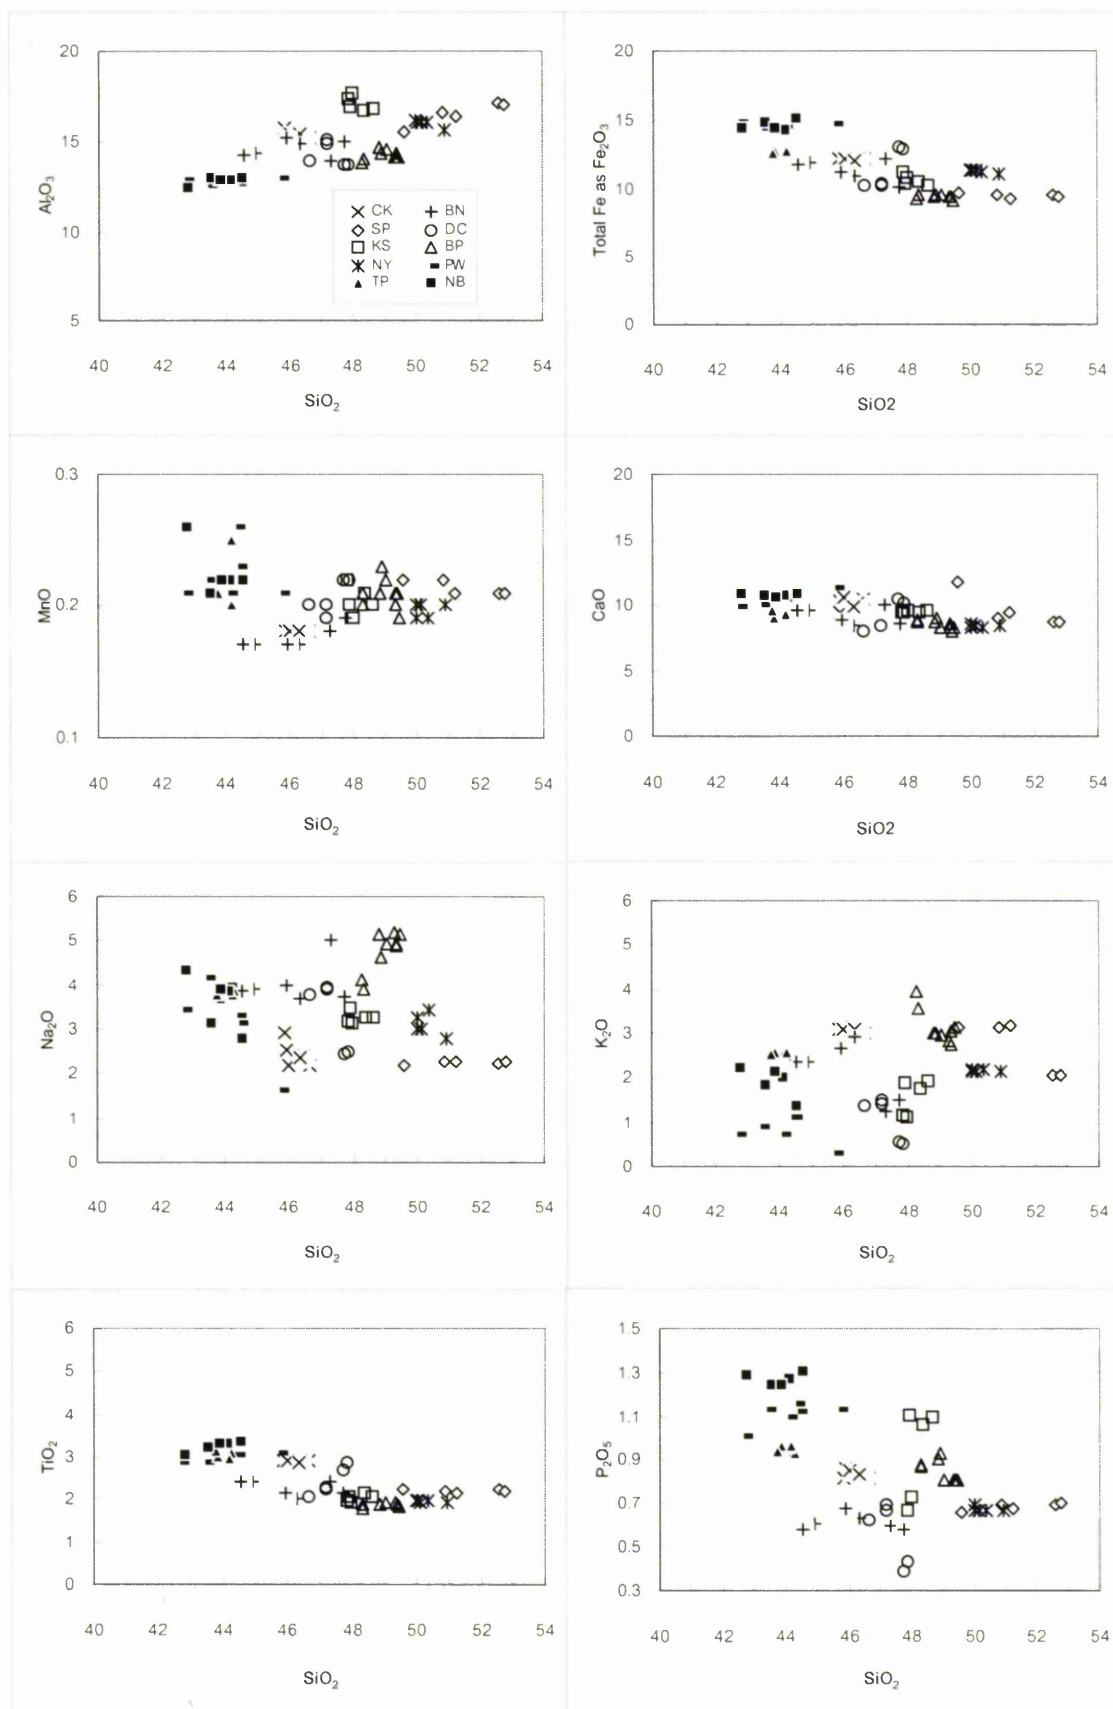 20
15
10
5
Al₂O₃
CK
BN
SP
DC
KS
BP
NY
PW
TP
NB
40 42 44 46 48 50 52 54
SiO₂
20
15
10
5
0
Total Fe as Fe₂O₃
40 42 44 46 48 50 52 54
SiO2
0.3
0.2
0.1
MnO
40 42 44 46 48 50 52 54
SiO₂
20
15
10
5
0
CaO
40 42 44 46 48 50 52 54
SiO2
6
5
4
3
2
1
0
Na₂O
40 42 44 46 48 50 52 54
SiO₂
6
5
4
3
2
1
0
K₂O
40 42 44 46 48 50 52 54
SiO₂
6
5
4
3
2
1
0
TiO₂
40 42 44 46 48 50 52 54
SiO₂
1.5
1.3
1.1
0.9
0.7
0.5
0.3
P₂O₅
40 42 44 46 48 50 52 54
SiO₂